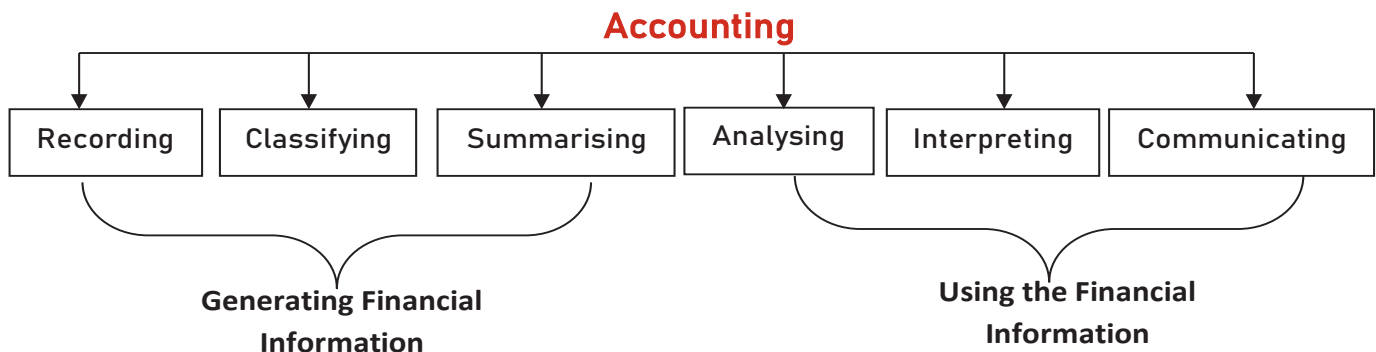 Accounting
Recording
Classifying
Summarising
Analysing
Interpreting
Communicating
Generating Financial
Information
Using the Financial
Information